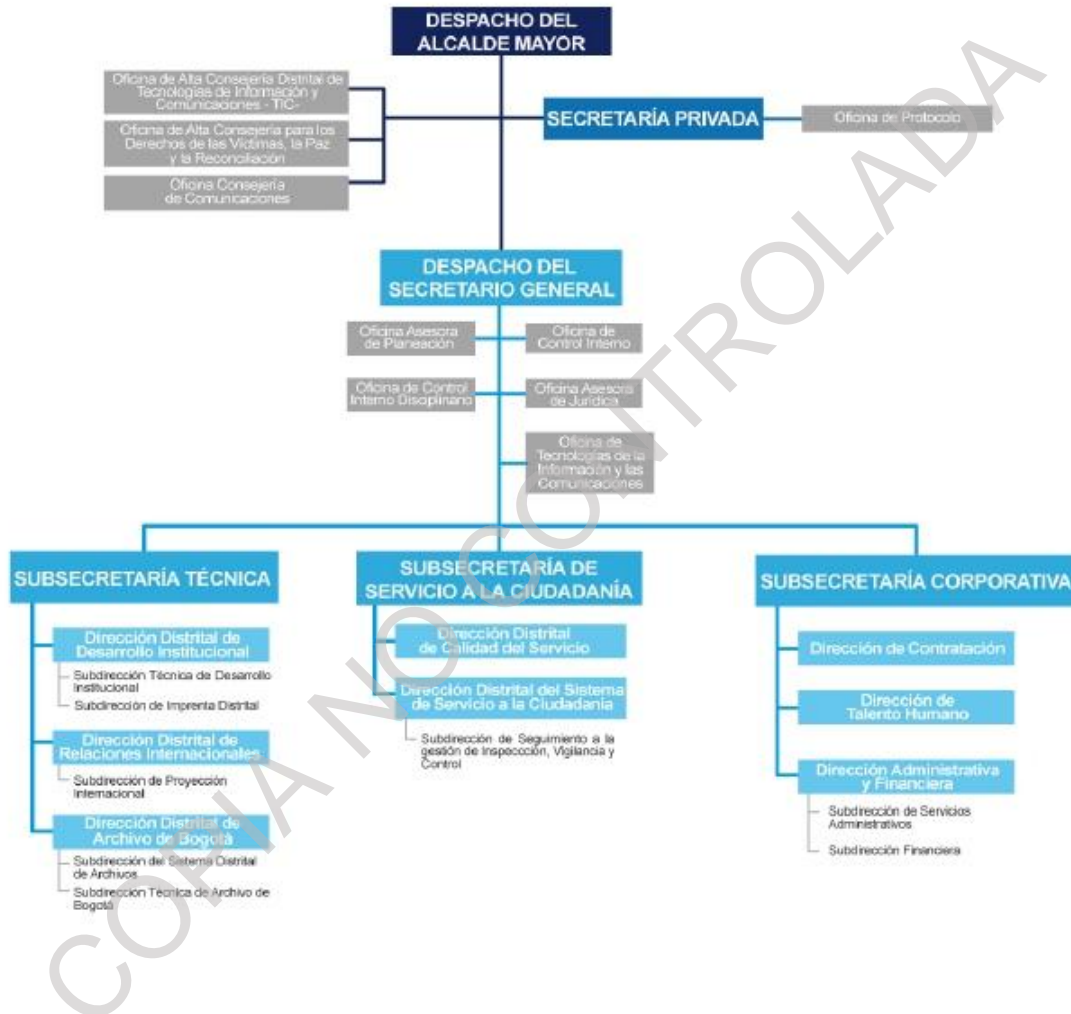 DESPACHO DEL
ALCALDE MAYOR
Oficina de Alta Consejería Distrital de
Tecnologías de Información y
Comunicaciones - TIC-
Oficina de Alta Consejería para los
Derechos de las Víctimas, la Paz
y la Reconciliación
Oficina Consejería
de Comunicaciones
SECRETARÍA PRIVADA
Oficina de Protocolo
DESPACHO DEL
SECRETARIO GENERAL
Oficina Asesora
de Planeación
Oficina de
Control Interno
Oficina de Control
Interno Disciplinario
Oficina Asesora
de Jurídica
Oficina de
Tecnologías de la
Información y las
Comunicaciones
SUBSECRETARÍA TÉCNICA
Dirección Distrital de
Desarrollo Institucional
Subdirección Técnica de Desarrollo
Institucional
Subdirección de Imprenta Distrital
Dirección Distrital de
Relaciones Internacionales
Subdirección de Proyección
Internacional
Dirección Distrital de
Archivo de Bogotá
Subdirección del Sistema Distrital
de Archivos
Subdirección Técnica de Archivo de
Bogotá
SUBSECRETARÍA DE
SERVICIO A LA CIUDADANÍA
Dirección Distrital
de Calidad del Servicio
Dirección Distrital del Sistema
de Servicio a la Ciudadanía
Subdirección de Seguimiento a la
gestión de Inspeccción, Vigilancia y
Control
SUBSECRETARÍA CORPORATIVA
Dirección de Contratación
Dirección de
Talento Humano
Dirección Administrativa
y Financiera
Subdirección de Servicios
Administrativos
Subdirección Financiera
COPIA NO CONTROLADA